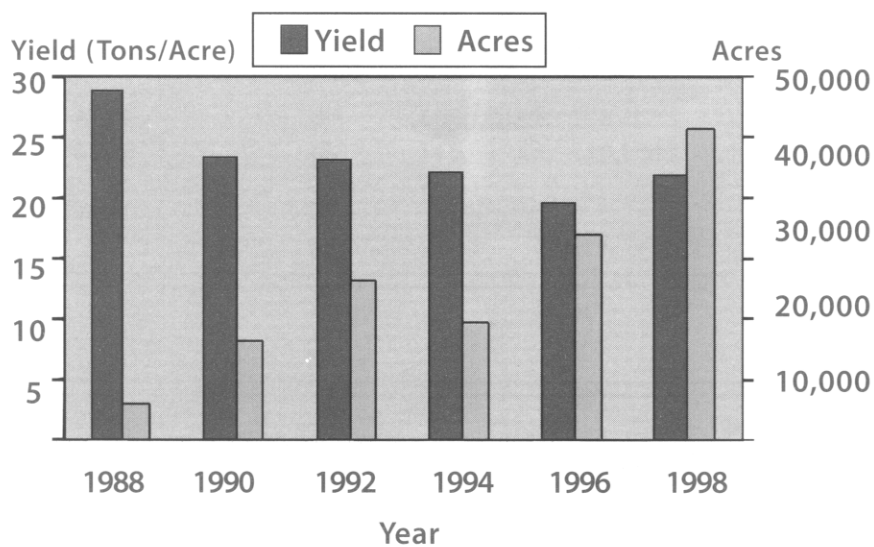 Yield Acres
Yield (Tons/Acre) Acres
30 50,000
25 40,000
20 30,000
15
10 20,000
5 10,000
1988 1990 1992 1994 1996 1998
Year